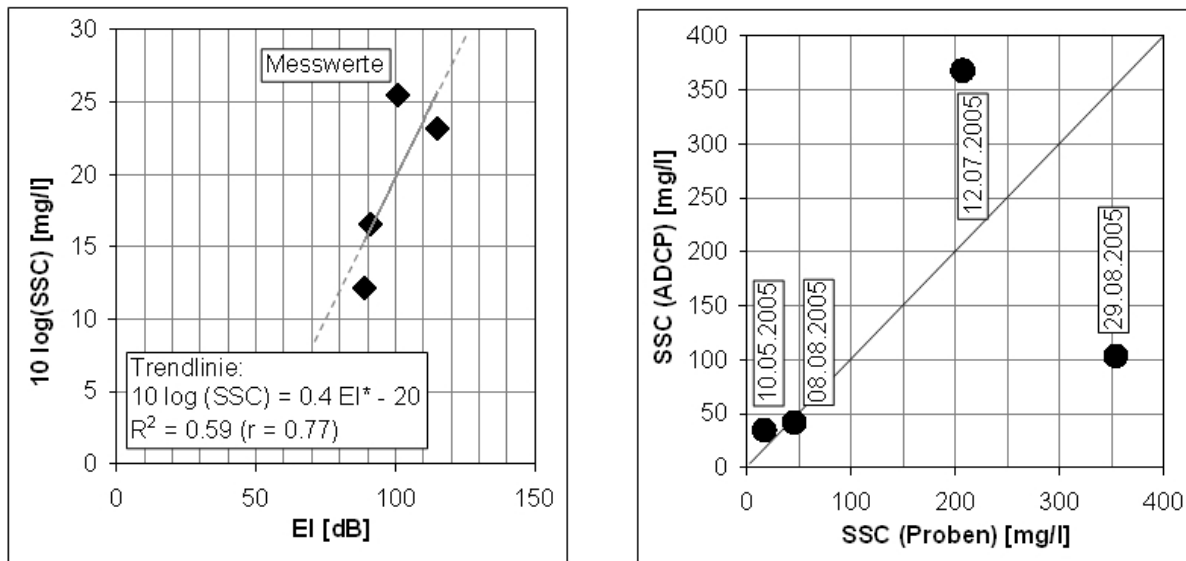 30
25
20
15
10
5
0
10 log(SSC) [mg/l]
Messwerte
Trendlinie:
10 log (SSC) = 0.4 EI* - 20
R² = 0.59 (r = 0.77)
0 50 100 150
EI [dB]
400
350
300
250
200
150
100
50
0
SSC (ADCP) [mg/l]
10.05.2005
08.08.2005
12.07.2005
29.08.2005
0 100 200 300 400
SSC (Proben) [mg/l]